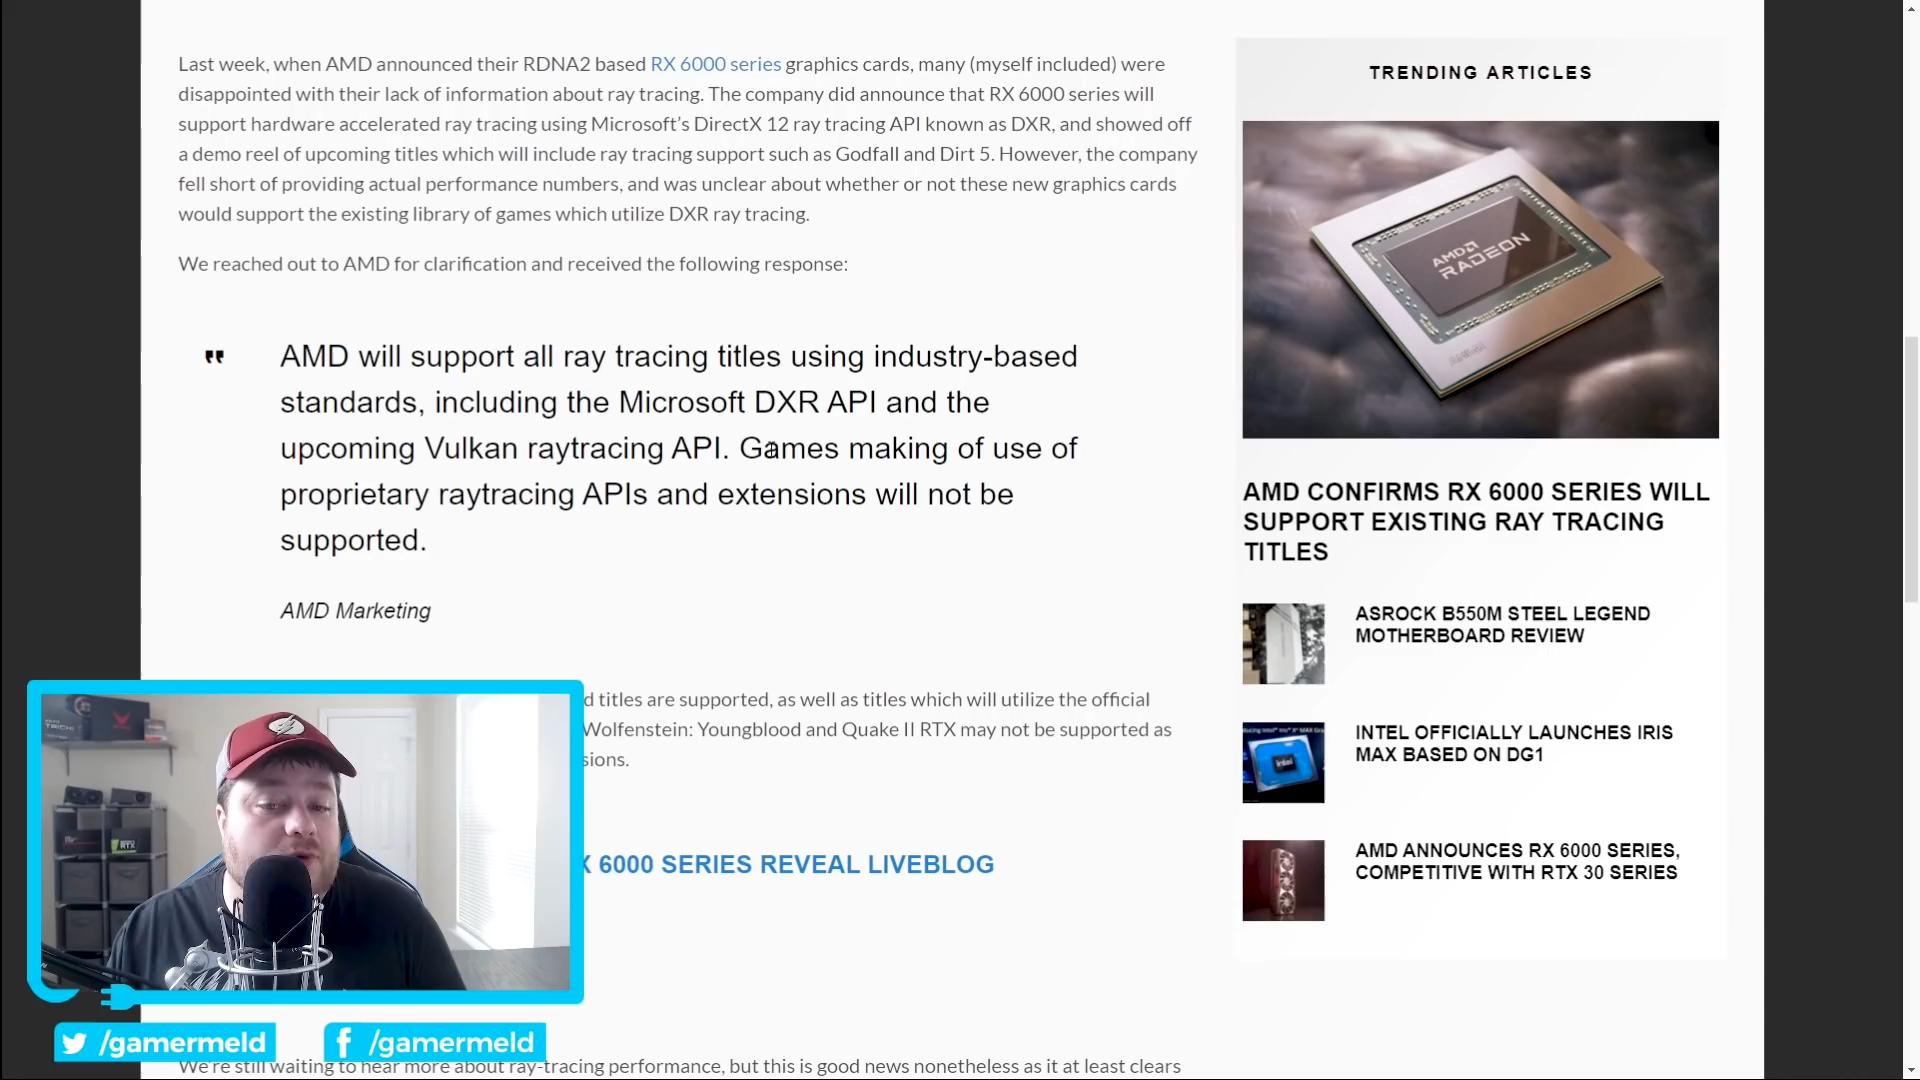 Last week, when AMD announced their RDNA2 based RX 6000 series graphics cards, many (myself included) were
disappointed with their lack of information about ray tracing. The company did announce that RX 6000 series will
support hardware accelerated ray tracing using Microsoft's DirectX 12 ray tracing API known as DXR, and showed off
a demo reel of upcoming titles which will include ray tracing support such as Godfall and Dirt 5. However, the company
fell short of providing actual performance numbers, and was unclear about whether or not these new graphics cards
would support the existing library of games which utilize DXR ray tracing.
We reached out to AMD for clarification and received the following response:
" AMD will support all ray tracing titles using industry-based
standards, including the Microsoft DXR API and the
upcoming Vulkan raytracing API. Games making of use of
proprietary raytracing APIs and extensions will not be
supported.
AMD Marketing
d titles are supported, as well as titles which will utilize the official
Wolfenstein: Youngblood and Quake II RTX may not be supported as
sions.
X 6000 SERIES REVEAL LIVEBLOG
We're still waiting to hear more about ray-tracing performance, but this is good news nonetheless as it at least clears
/gamermeld
/gamermeld
TRENDING ARTICLES
AMD
RADEON
AMD CONFIRMS RX 6000 SERIES WILL
SUPPORT EXISTING RAY TRACING
TITLES
ASROCK B550M STEEL LEGEND
MOTHERBOARD REVIEW
INTEL OFFICIALLY LAUNCHES IRIS
MAX BASED ON DG1
AMD ANNOUNCES RX 6000 SERIES,
COMPETITIVE WITH RTX 30 SERIES